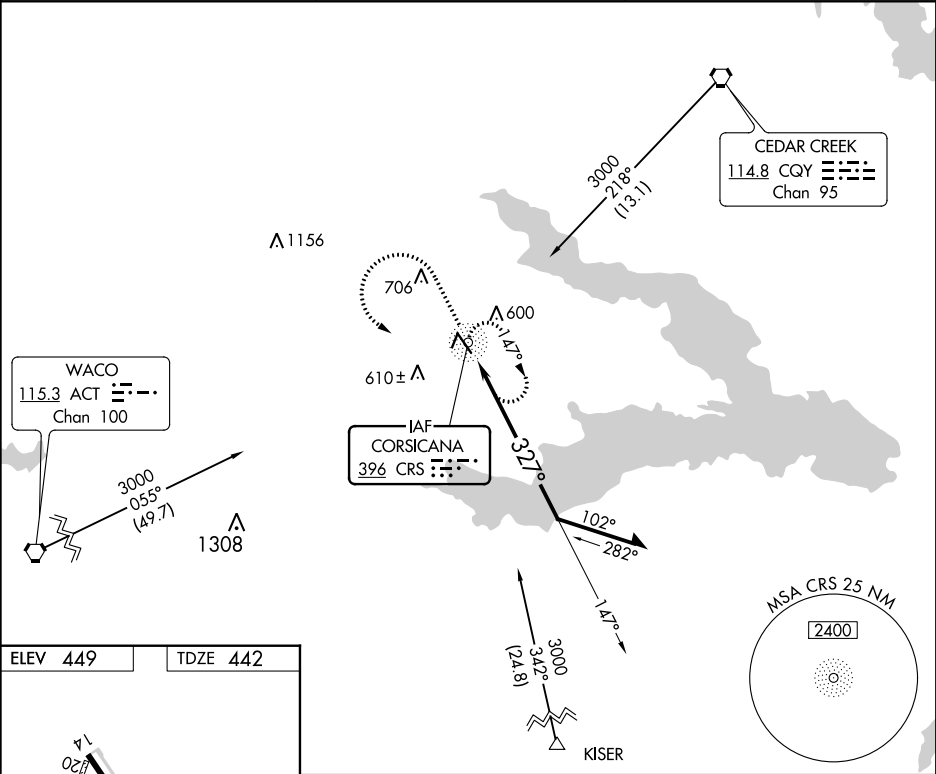 CEDAR CREEK
114.8 CQY
Chan 95
3000
218°
(13.1)
1156
706
600
147°
610±
WACO
115.3 ACT
Chan 100
IAF
CORSICANA
396 CRS
327°
3000
055°
(49.7)
1308
102°
282°
147°
MSA CRS 25 NM
2400
3000
342°
(24.8)
KISER
ELEV 449
TDZE 442
14